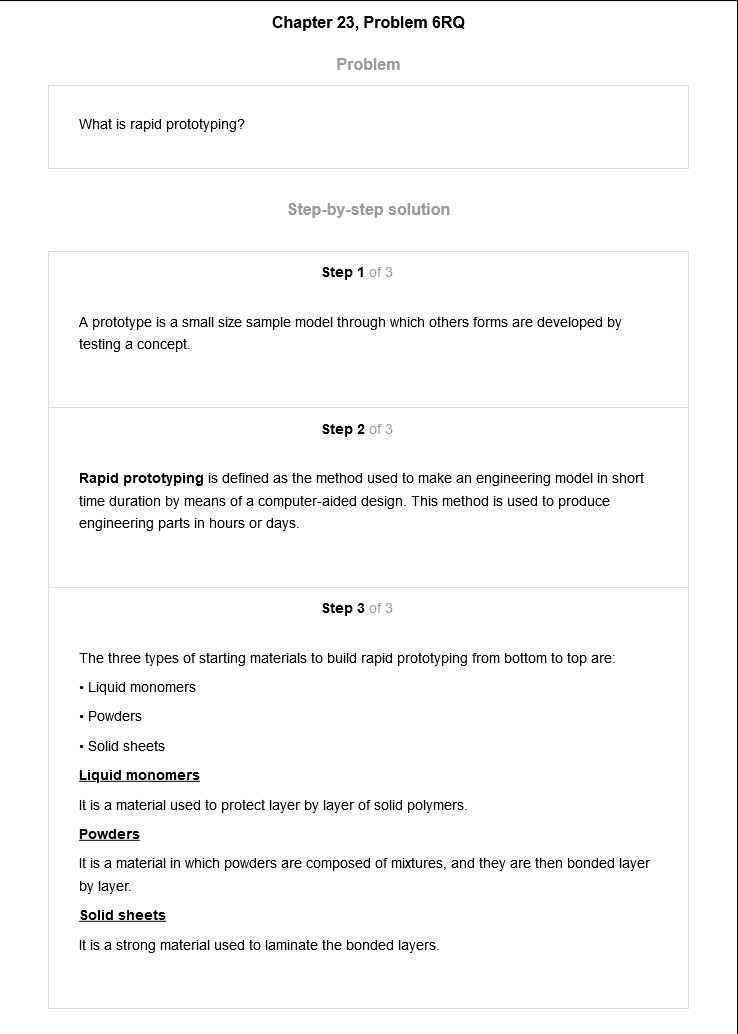 Chapter 23, Problem 6RQ
Problem
What is rapid prototyping?
Step-by-step solution
Step 1 of 3
A prototype is a small size sample model through which others forms are developed by
testing a concept.
Step 2 of 3
Rapid prototyping is defined as the method used to make an engineering model in short
time duration by means of a computer-aided design. This method is used to produce
engineering parts in hours or days.
Step 3 of 3
The three types of starting materials to build rapid prototyping from bottom to top are:
• Liquid monomers
• Powders
• Solid sheets
Liquid monomers
It is a material used to protect layer by layer of solid polymers.
Powders
It is a material in which powders are composed of mixtures, and they are then bonded layer
by layer.
Solid sheets
It is a strong material used to laminate the bonded layers.